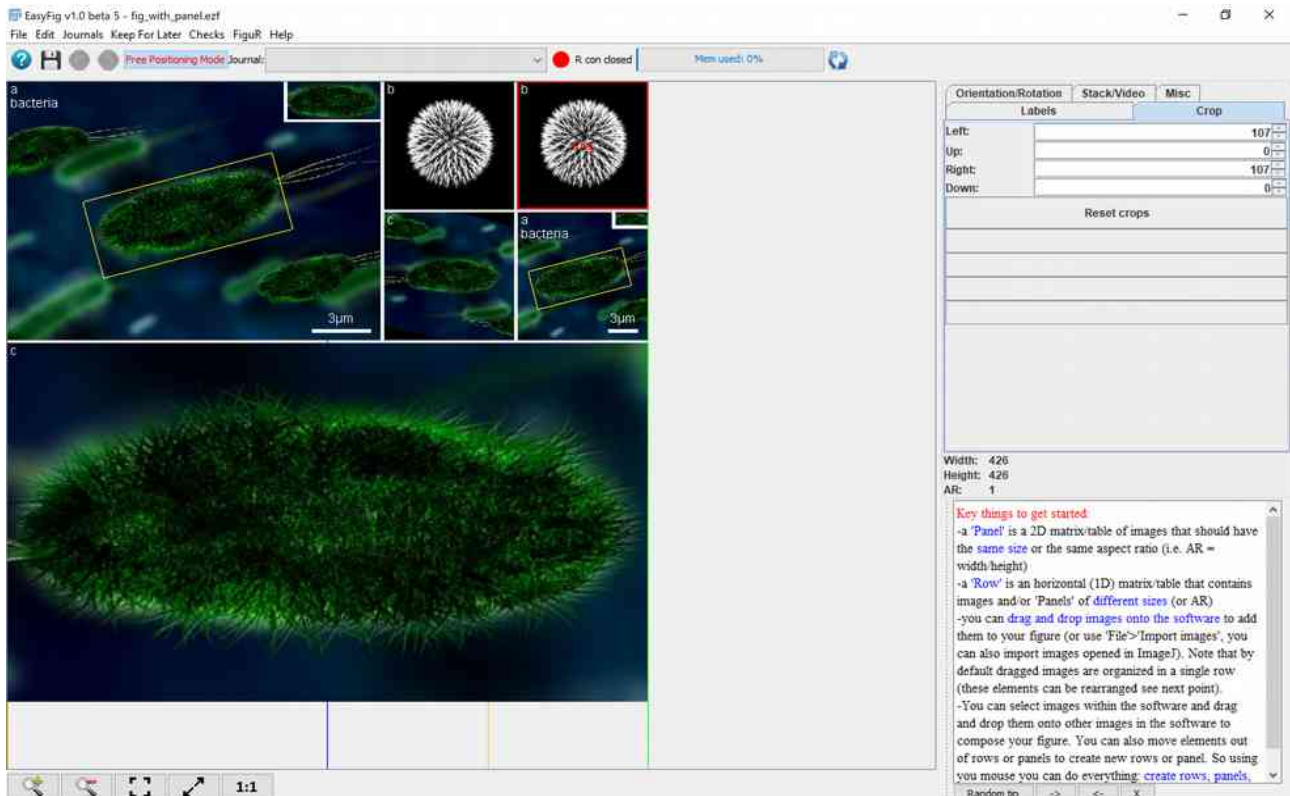 EasyFig v1.0 beta 5 - fig_with_panel.ezf
File Edit Journals Keep For Later Checks FiguR Help
Free Positioning Mode Journal: R con closed Mem used: 0%
a
bacteria
3µm
b
b
c
a
bacteria
3µm
c
Orientation/Rotation Stack/Video Misc
Labels Crop
Left: 107
Up: 0
Right: 107
Down: 0
Reset crops
Width: 426
Height: 426
AR: 1
Key things to get started:
-a 'Panel' is a 2D matrix/table of images that should have
the same size or the same aspect ratio (i.e. AR =
width/height)
-a 'Row' is an horizontal (1D) matrix/table that contains
images and/or 'Panels' of different sizes (or AR)
-you can drag and drop images onto the software to add
them to your figure (or use 'File'>'Import images', you
can also import images opened in ImageJ). Note that by
default dragged images are organized in a single row
(these elements can be rearranged see next point).
-You can select images within the software and drag
and drop them onto other images in the software to
compose your figure. You can also move elements out
of rows or panels to create new rows or panel. So using
you mouse you can do everything: create rows, panels,
1:1
Random tip -> <- X